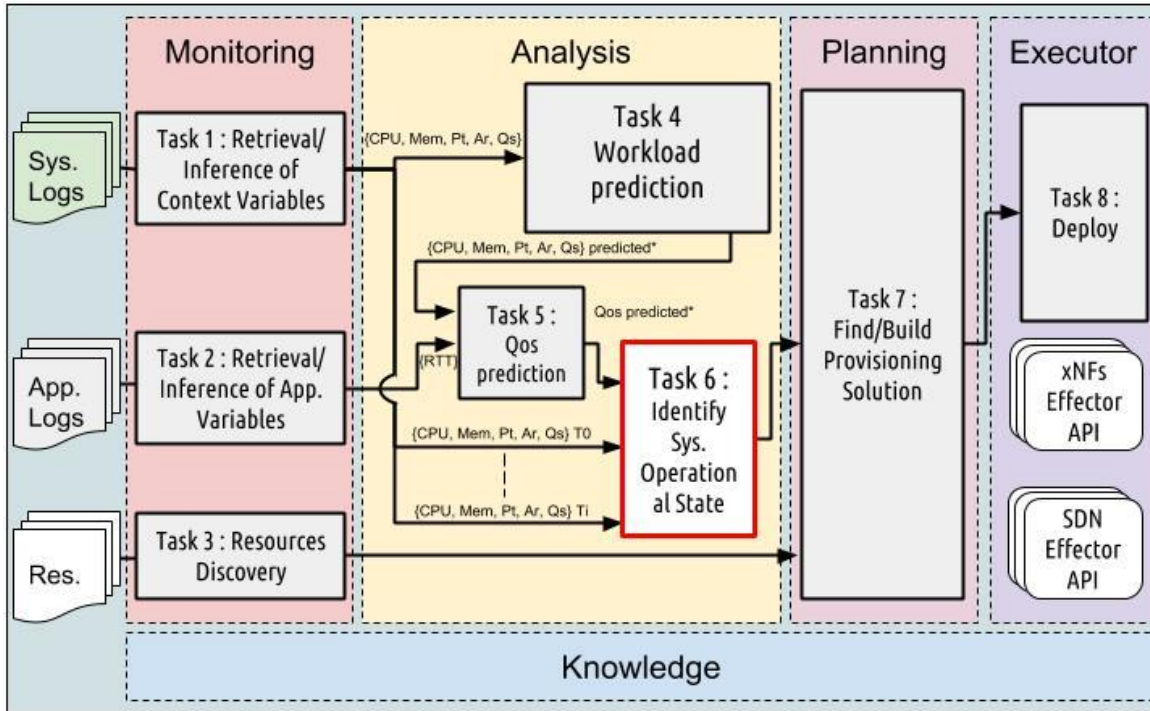 Monitoring
Analysis
Planning
Executor
Sys.
Logs
Task 1 : Retrieval/
Inference of
Context Variables
{CPU, Mem, Pt, Ar, Qs}
Task 4
Workload
prediction
Task 8 :
Deploy
{CPU, Mem, Pt, Ar, Qs} predicted*
Task 5 :
Qos
prediction
Qos predicted*
App.
Logs
Task 2 : Retrieval/
Inference of App.
Variables
{RTT}
Task 6 :
Identify
Sys.
Operation
al State
Task 7 :
Find/Build
Provisioning
Solution
xNFs
Effector
API
{CPU, Mem, Pt, Ar, Qs} T0
{CPU, Mem, Pt, Ar, Qs} Ti
Res.
Task 3 : Resources
Discovery
SDN
Effector
API
Knowledge